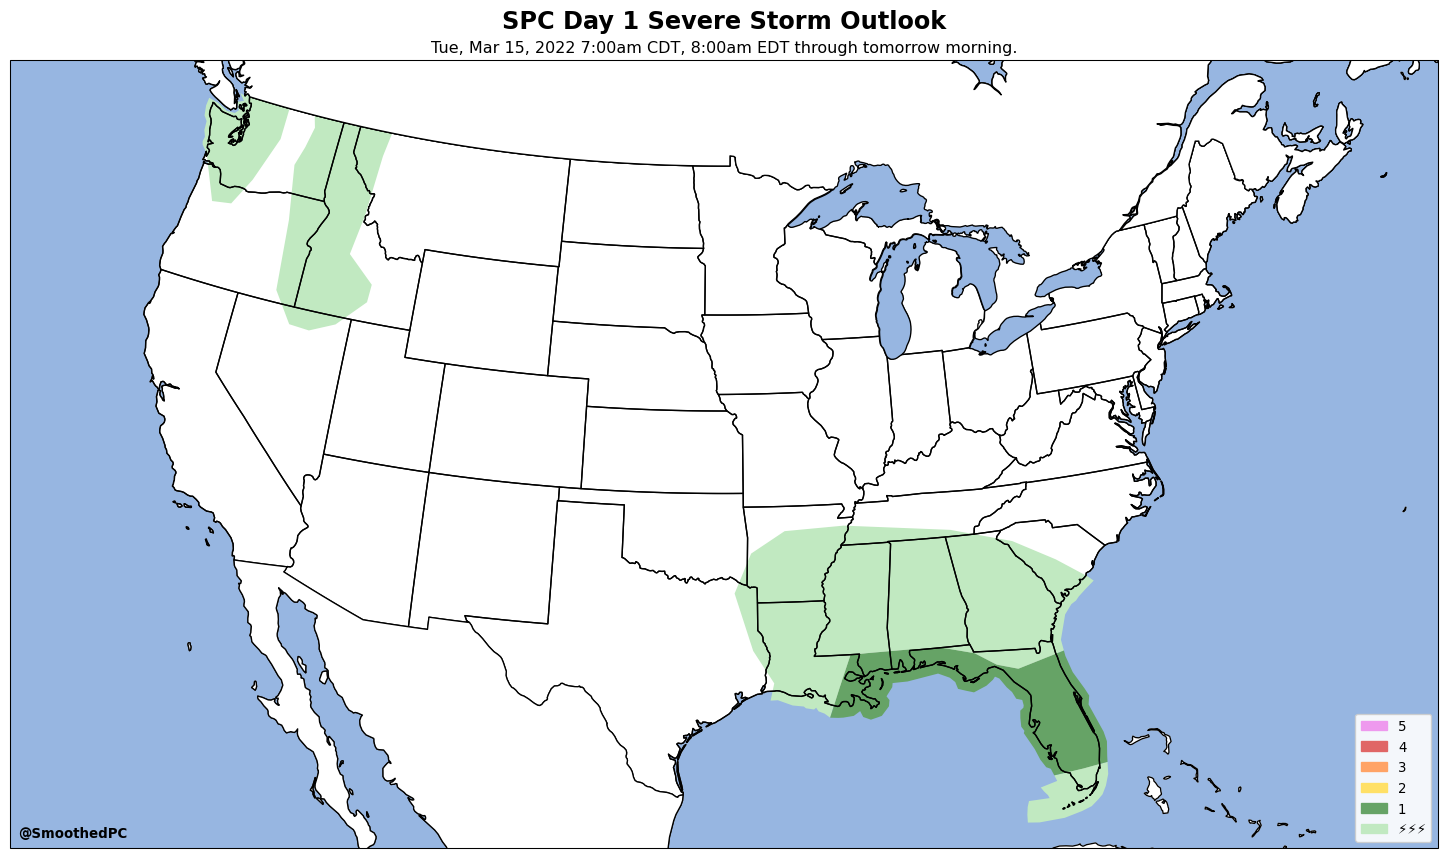 SPC Day 1 Severe Storm Outlook
Tue, Mar 15, 2022 7:00am CDT, 8:00am EDT through tomorrow morning.
5
4
3
2
1
⚡⚡⚡
@SmoothedPC